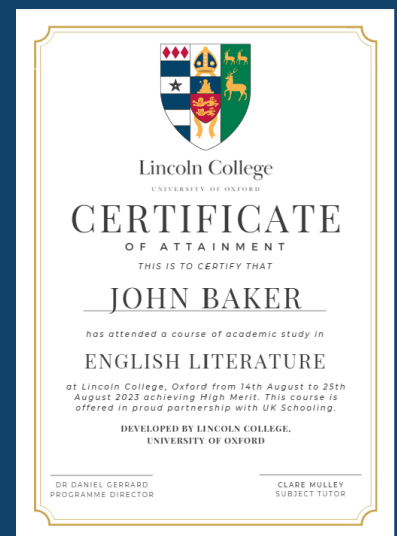 Lincoln College
UNIVERSITY OF OXFORD
CERTIFICATE
OF ATTAINMENT
THIS IS TO CERTIFY THAT
JOHN BAKER
has attended a course of academic study in
ENGLISH LITERATURE
at Lincoln College, Oxford from 14th August to 25th
August 2023 achieving High Merit. This course is
offered in proud partnership with UK Schooling.
DEVELOPED BY LINCOLN COLLEGE,
UNIVERSITY OF OXFORD
DR DANIEL GERRARD
PROGRAMME DIRECTOR
CLARE MULLEY
SUBJECT TUTOR